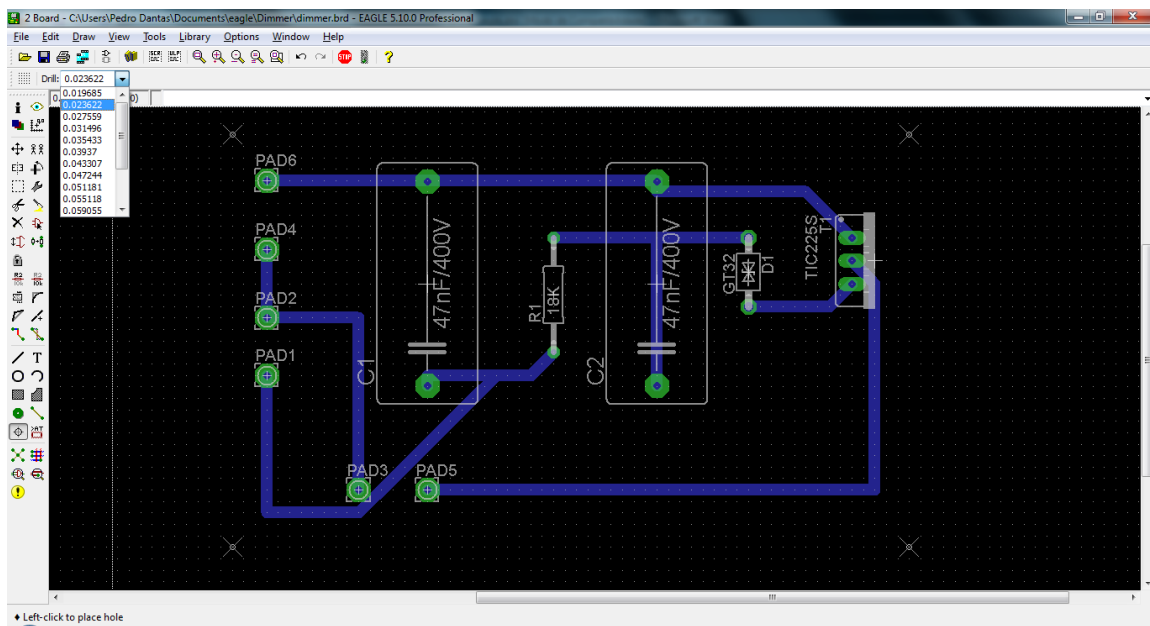 2 Board - C:\Users\Pedro Dantas\Documents\eagle\Dimmer\dimmer.brd - EAGLE 5.10.0 Professional
File Edit Draw View Tools Library Options Window Help
SCR ULP STOP ?
Drill: 0.023622
0.019685
0.023622
0.027559
0.031496
0.035433
0.03937
0.043307
0.047244
0.051181
0.055118
0.059055
PAD6
PAD4
PAD2
PAD1
PAD3
PAD5
C1
47nF/400V
R1
18K
C2
47nF/400V
GT32
D1
TIC225S
T1
Left-click to place hole